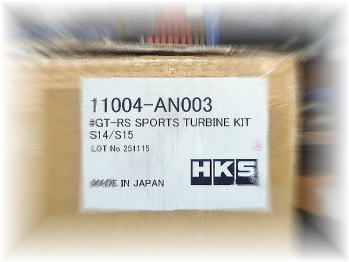 11004-AN003
#GT-RS SPORTS TURBINE KIT
S14/S15
LOT No 251115
MADE IN JAPAN
HKS